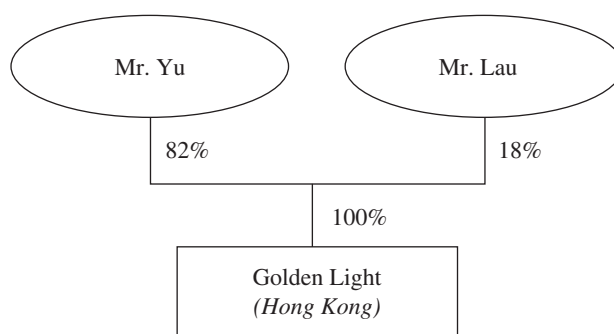 Mr. Yu
Mr. Lau
82%
18%
100%
Golden Light
(Hong Kong)